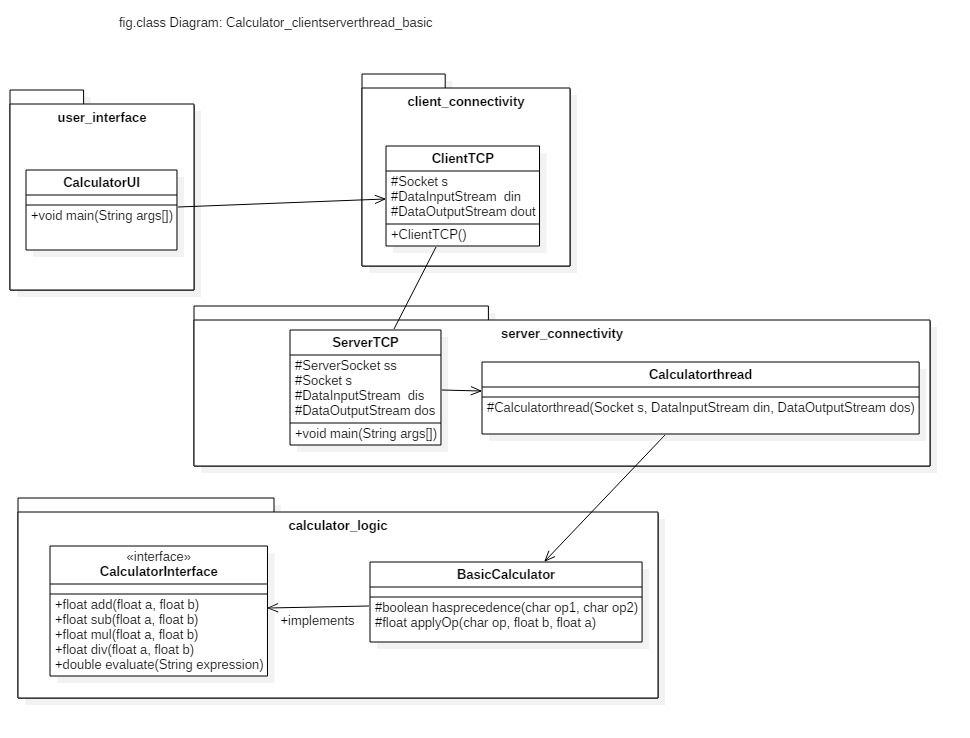 fig.class Diagram: Calculator_clientserverthread_basic
user_interface
CalculatorUI
+void main(String args[])
client_connectivity
ClientTCP
#Socket s
#DataInputStream  din
#DataOutputStream dout
+ClientTCP()
server_connectivity
ServerTCP
#ServerSocket ss
#Socket s
#DataInputStream  dis
#DataOutputStream dos
+void main(String args[])
Calculatorthread
#Calculatorthread(Socket s, DataInputStream din, DataOutputStream dos)
calculator_logic
«interface»
CalculatorInterface
+float add(float a, float b)
+float sub(float a, float b)
+float mul(float a, float b)
+float div(float a, float b)
+double evaluate(String expression)
+implements
BasicCalculator
#boolean hasprecedence(char op1, char op2)
#float applyOp(char op, float b, float a)